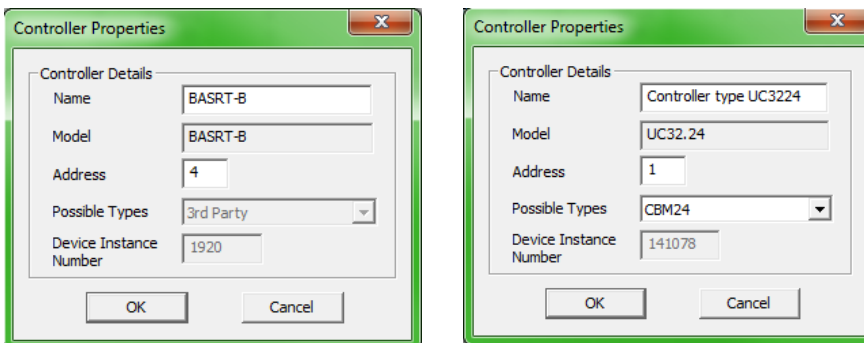 Controller Properties
x
Controller Details
Name BASRT-B
Model BASRT-B
Address 4
Possible Types 3rd Party
Device Instance Number 1920
OK Cancel
Controller Properties
x
Controller Details
Name Controller type UC3224
Model UC32.24
Address 1
Possible Types CBM24
Device Instance Number 141078
OK Cancel